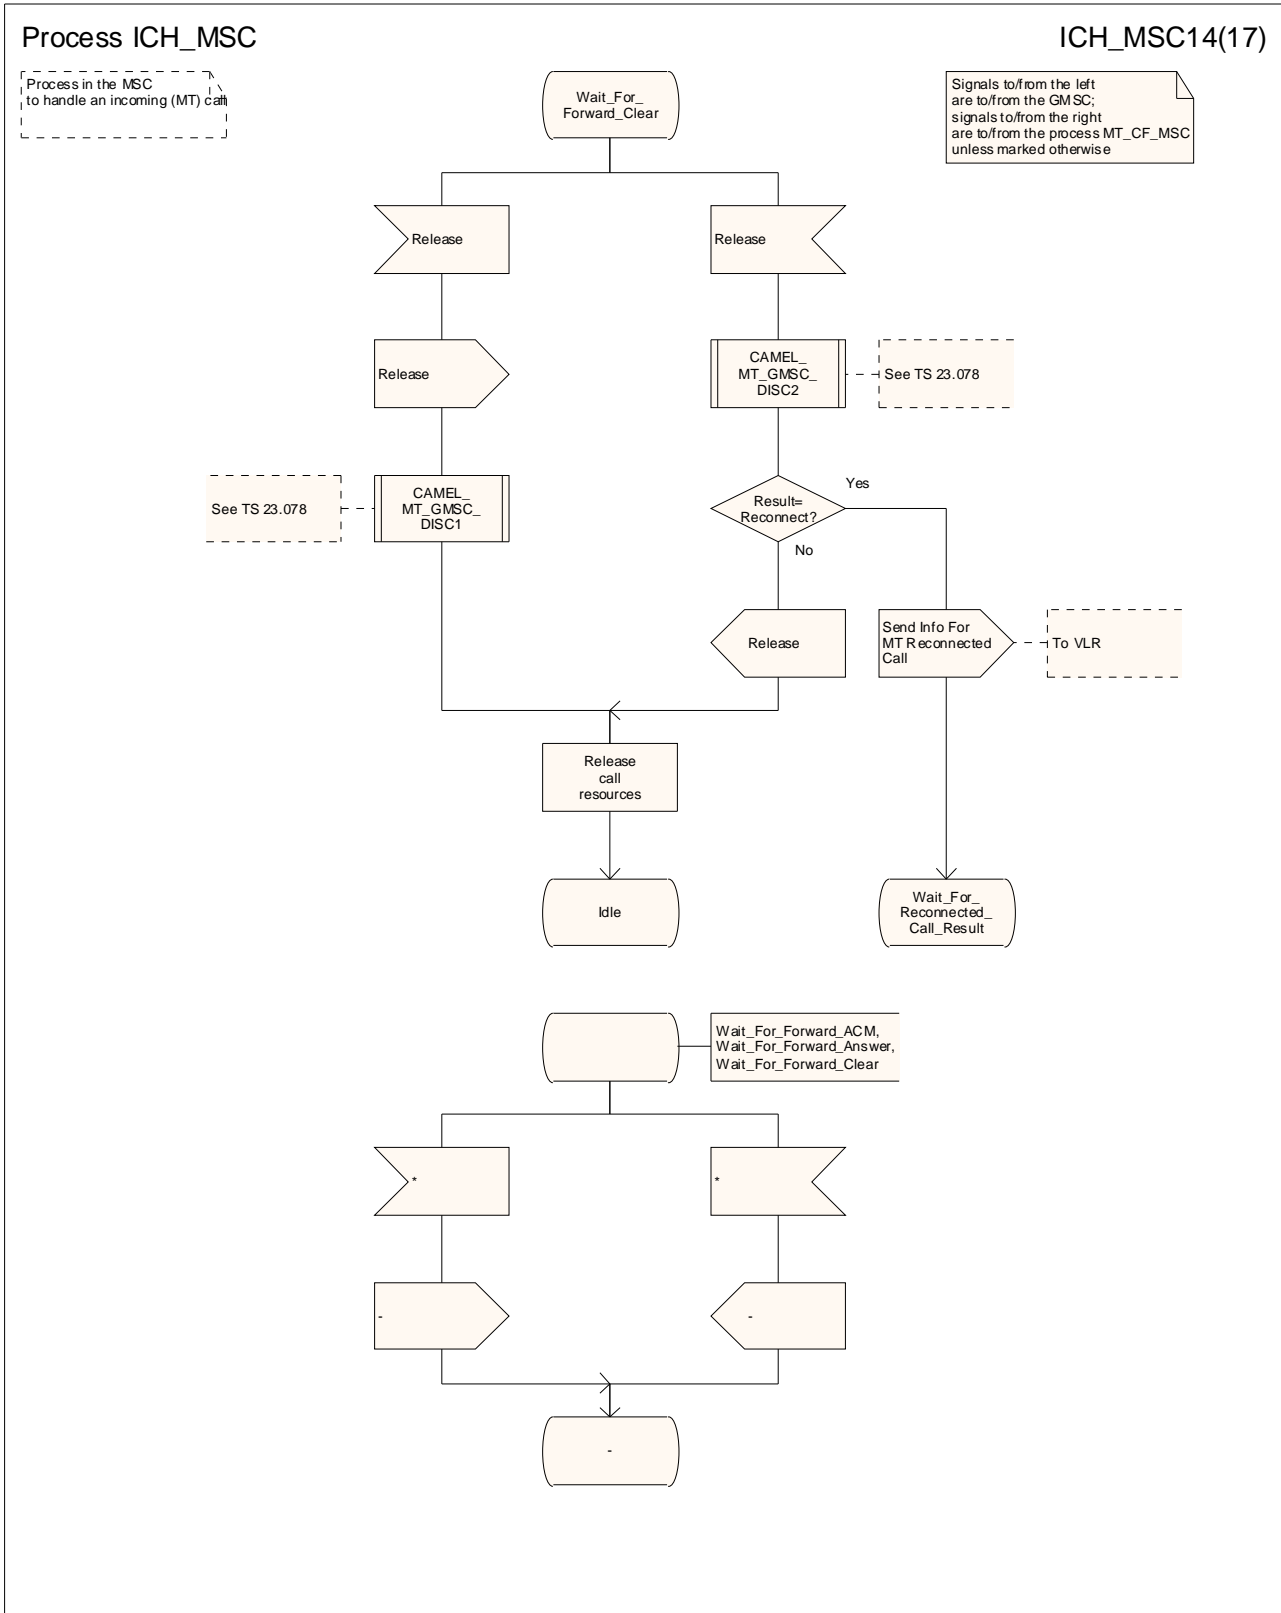 Process ICH_MSC
ICH_MSC14(17)
Process in the MSC
to handle an incoming (MT) call
Signals to/from the left
are to/from the GMSC;
signals to/from the right
are to/from the process MT_CF_MSC
unless marked otherwise
Wait_For_
Forward_Clear
Release
Release
Release
CAMEL_
MT_GMSC_
DISC2
See TS 23.078
See TS 23.078
CAMEL_
MT_GMSC_
DISC1
Result=
Reconnect?
Yes
No
Release
Send Info For
MT Reconnected
Call
To VLR
Release
call
resources
Idle
Wait_For_
Reconnected_
Call_Result
Wait_For_Forward_ACM,
Wait_For_Forward_Answer,
Wait_For_Forward_Clear
*
*
-
-
-